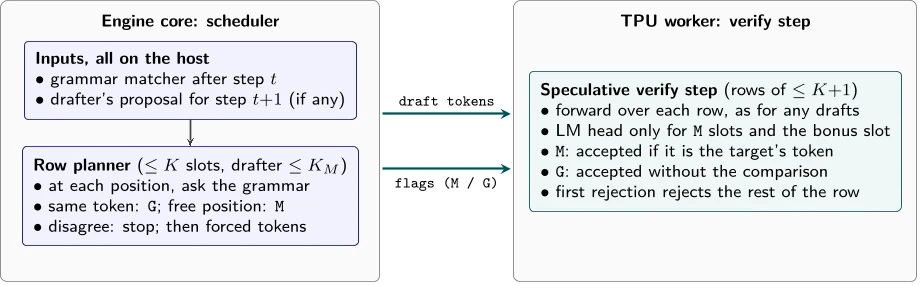 Engine core: scheduler
Inputs, all on the host
• grammar matcher after step t
• drafter's proposal for step t+1 (if any)
Row planner (≤ K slots, drafter ≤ K_M)
• at each position, ask the grammar
• same token: G; free position: M
• disagree: stop; then forced tokens
draft tokens
flags (M / G)
TPU worker: verify step
Speculative verify step (rows of ≤ K+1)
• forward over each row, as for any drafts
• LM head only for M slots and the bonus slot
• M: accepted if it is the target's token
• G: accepted without the comparison
• first rejection rejects the rest of the row